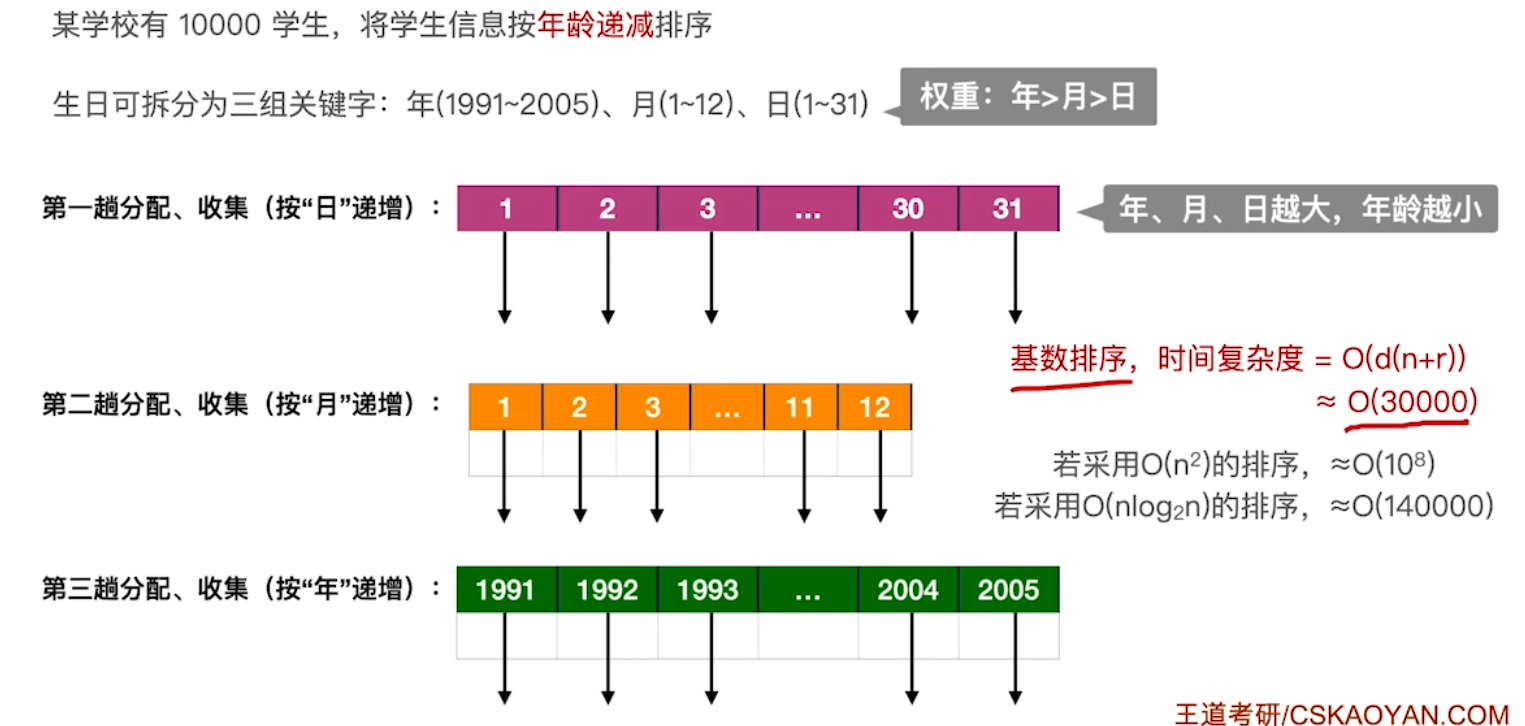 某学校有 10000 学生，将学生信息按年龄递减排序
生日可拆分为三组关键字：年(1991~2005)、月(1~12)、日(1~31)
权重：年>月>日
第一趟分配、收集（按“日”递增）：
1 2 3 ... 30 31
年、月、日越大，年龄越小
基数排序，时间复杂度 = O(d(n+r))
≈ O(30000)
第二趟分配、收集（按“月”递增）：
1 2 3 ... 11 12
若采用O(n²)的排序，≈O(10⁸)
若采用O(nlog₂n)的排序，≈O(140000)
第三趟分配、收集（按“年”递增）：
1991 1992 1993 ... 2004 2005
王道考研/CSKAOYAN.COM